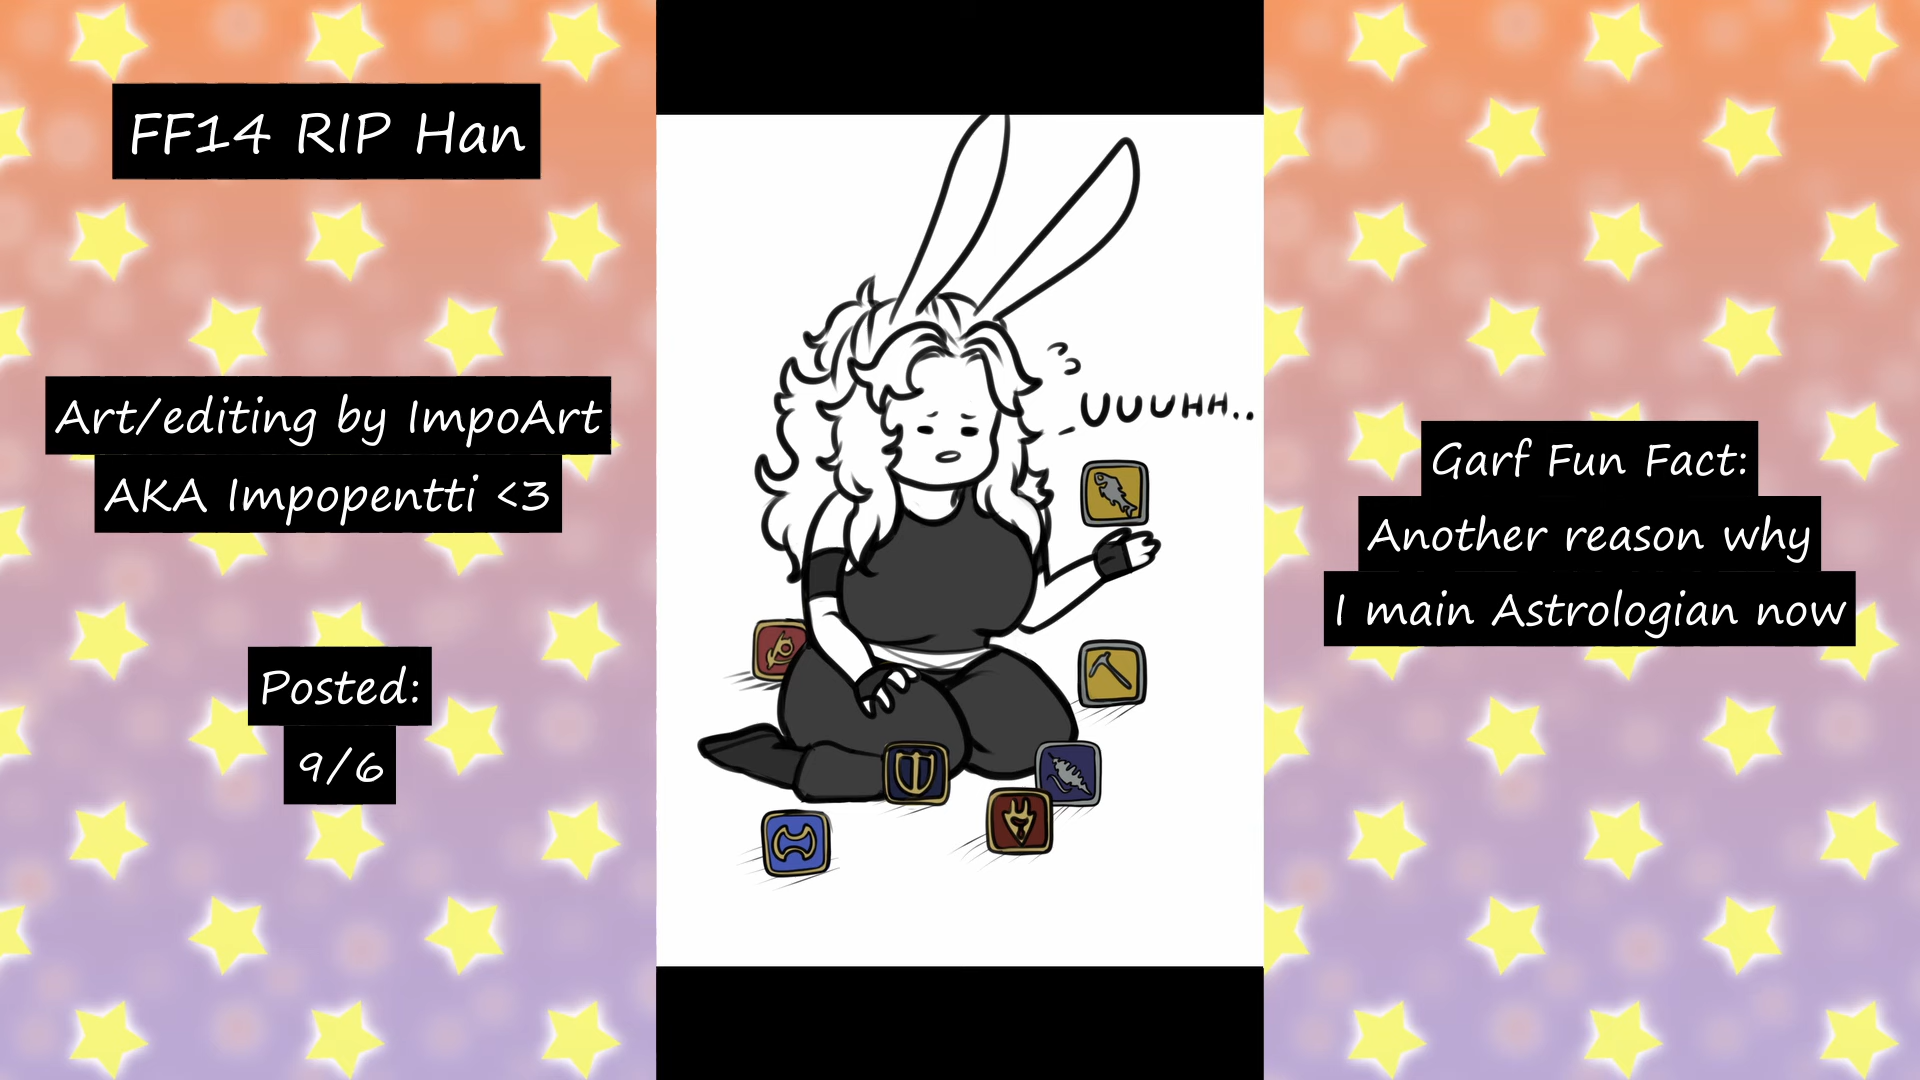 FF14 RIP Han
Art/editing by ImpoArt
AKA Impopentti <3
Posted:
9/6
UUUHH..
Garf Fun Fact:
Another reason why
I main Astrologian now